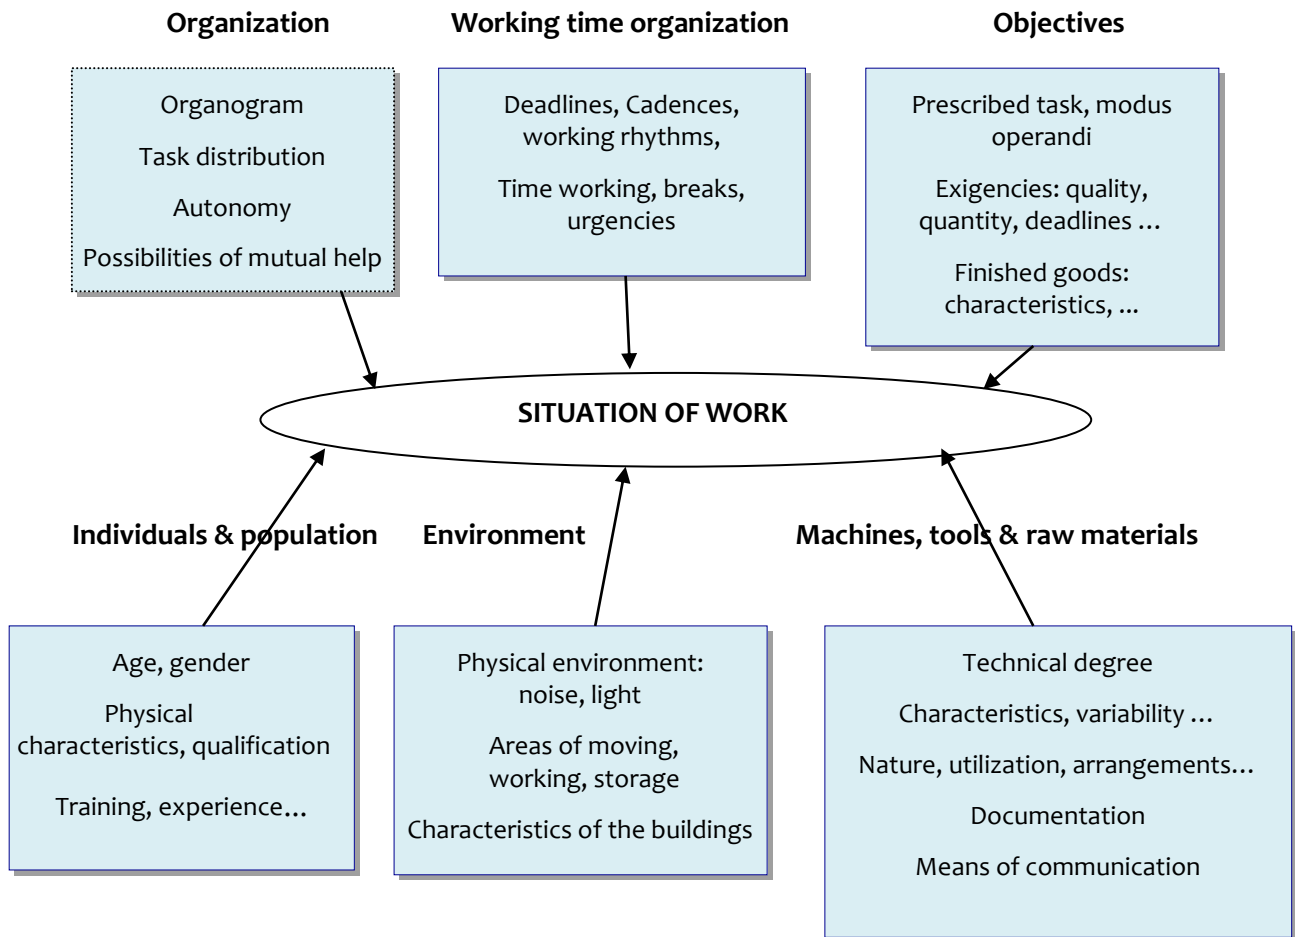 Organization
Working time organization
Objectives
Organogram
Task distribution
Autonomy
Possibilities of mutual help
Deadlines, Cadences,
working rhythms,
Time working, breaks,
urgencies
Prescribed task, modus
operandi
Exigencies: quality,
quantity, deadlines …
Finished goods:
characteristics, ...
SITUATION OF WORK
Individuals & population
Environment
Machines, tools & raw materials
Age, gender
Physical
characteristics, qualification
Training, experience…
Physical environment:
noise, light
Areas of moving,
working, storage
Characteristics of the buildings
Technical degree
Characteristics, variability …
Nature, utilization, arrangements…
Documentation
Means of communication